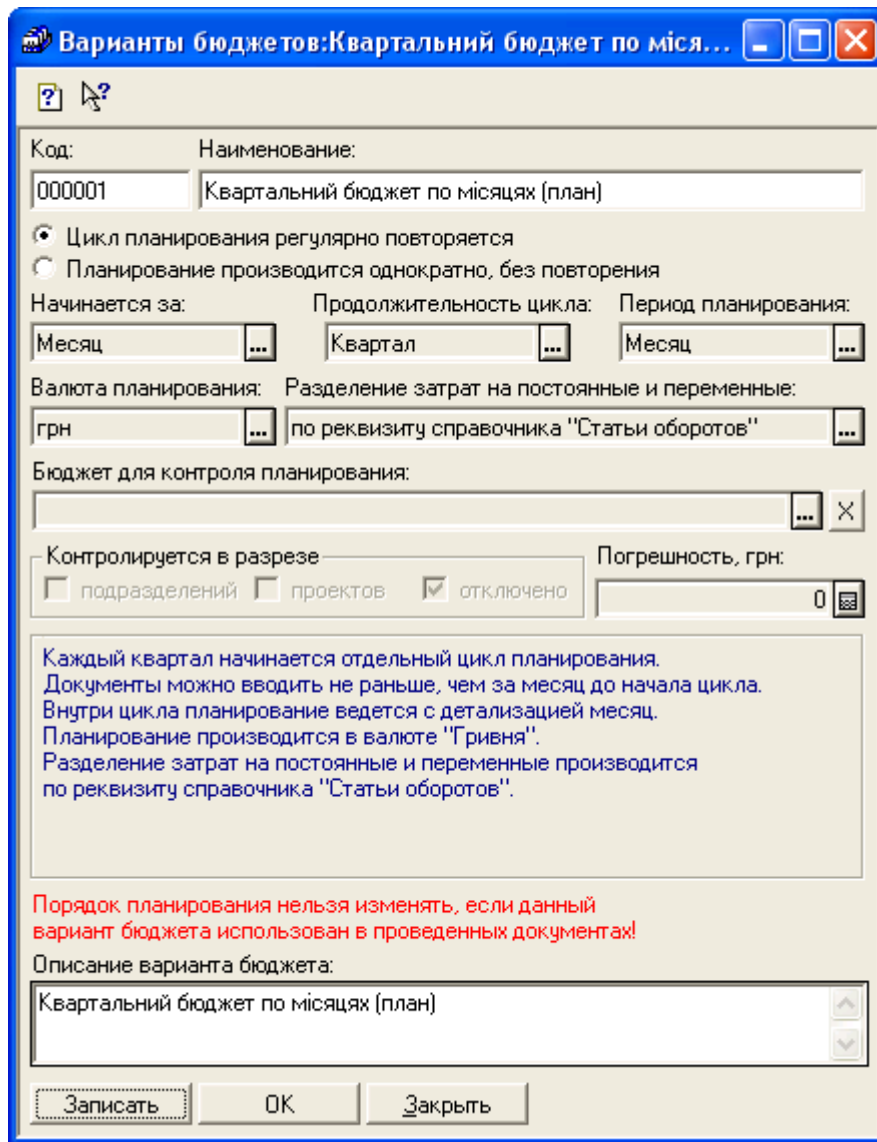 Варианты бюджетов:Квартальний бюджет по міся...
Код: Наименование:
000001 Квартальний бюджет по місяцях (план)
Цикл планирования регулярно повторяется
Планирование производится однократно, без повторения
Начинается за: Продолжительность цикла: Период планирования:
Месяц ... Квартал ... Месяц ...
Валюта планирования: Разделение затрат на постоянные и переменные:
грн ... по реквизиту справочника "Статьи оборотов" ...
Бюджет для контроля планирования:
... X
Контролируется в разрезе Погрешность, грн:
подразделений проектов отключено 0
Каждый квартал начинается отдельный цикл планирования.
Документы можно вводить не раньше, чем за месяц до начала цикла.
Внутри цикла планирование ведется с детализацией месяц.
Планирование производится в валюте "Гривня".
Разделение затрат на постоянные и переменные производится
по реквизиту справочника "Статьи оборотов".
Порядок планирования нельзя изменять, если данный
вариант бюджета использован в проведенных документах!
Описание варианта бюджета:
Квартальний бюджет по місяцях (план)
Записать OK Закрыть